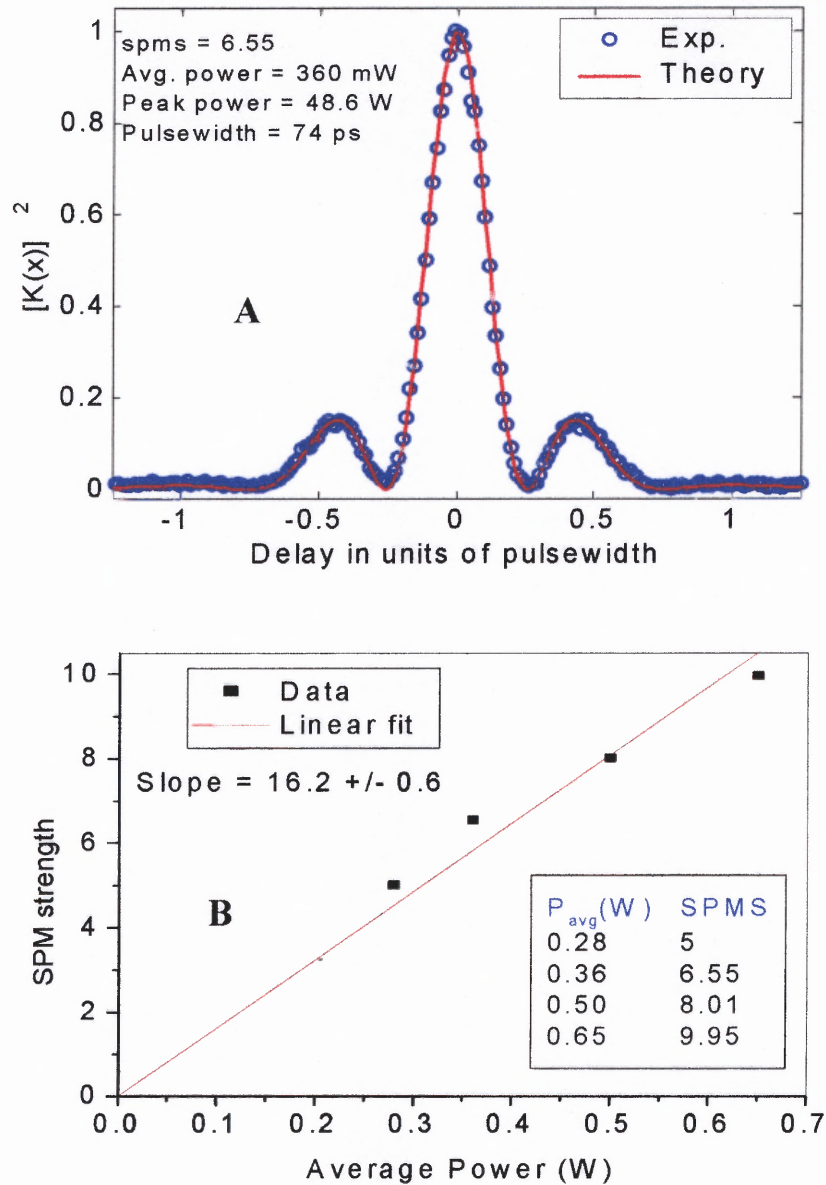 spms = 6.55
Avg. power = 360 mW
Peak power = 48.6 W
Pulsewidth = 74 ps
Exp.
Theory
A
[K(x)] 2
1
0.8
0.6
0.4
0.2
0
-1
-0.5
0
0.5
1
Delay in units of pulsewidth
Data
Linear fit
Slope = 16.2 +/- 0.6
B
P avg (W) SPMS
0.28 5
0.36 6.55
0.50 8.01
0.65 9.95
SPM strength
10
8
6
4
2
0
0.0
0.1
0.2
0.3
0.4
0.5
0.6
0.7
Average Power (W)